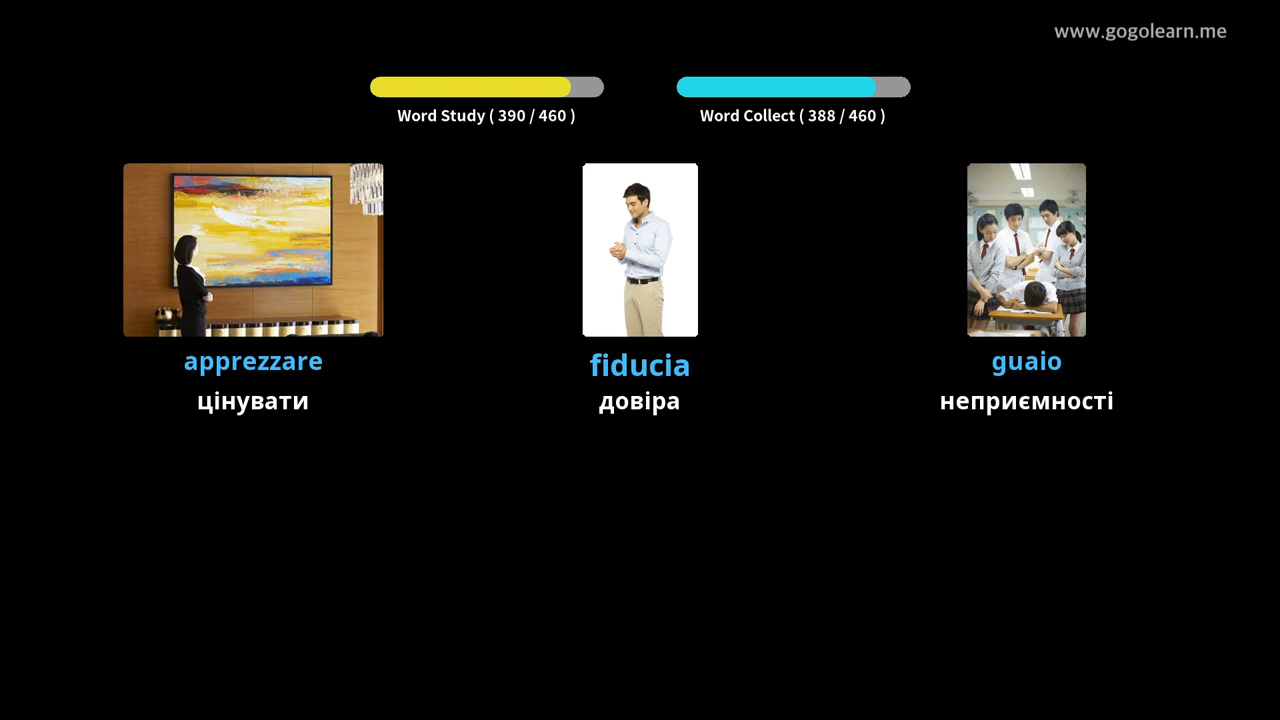 www.gogolearn.me
Word Study ( 390 / 460 )
Word Collect ( 388 / 460 )
apprezzare
fiducia
guaio
цінувати
довіра
неприємності